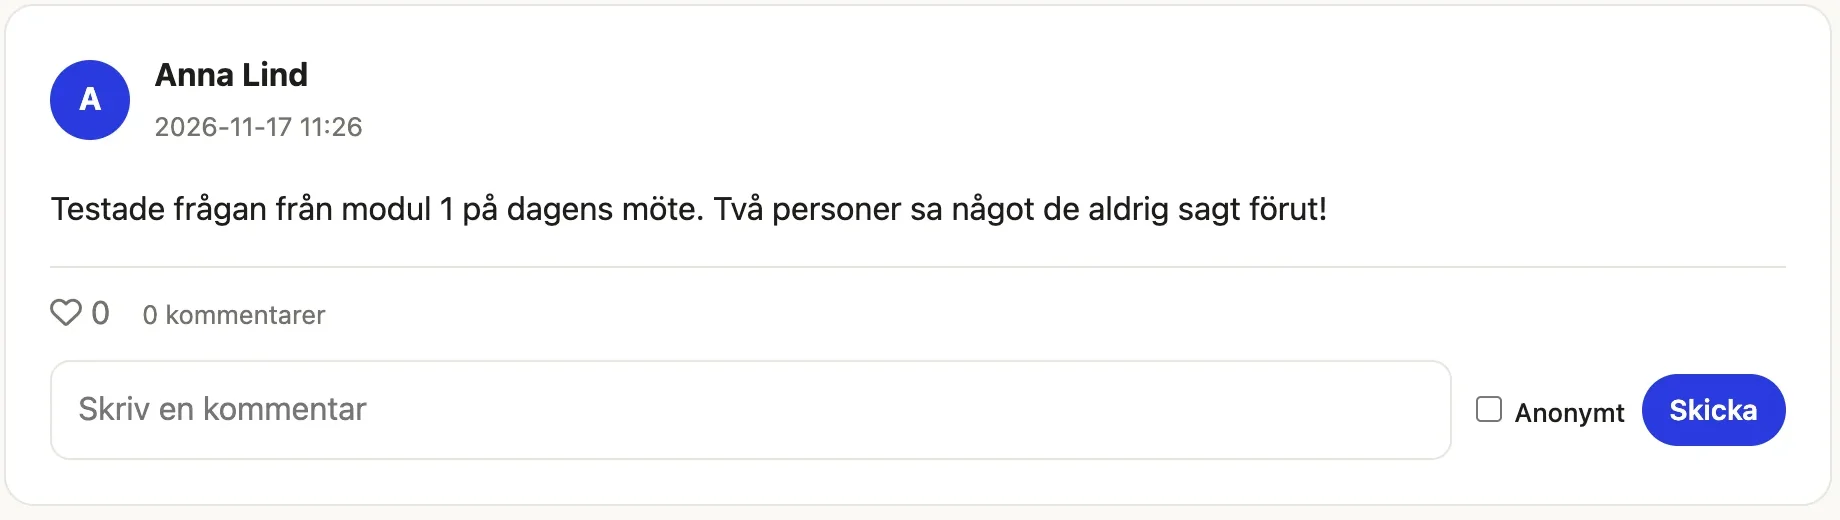 A
Anna Lind
2026-11-17 11:26
Testade frågan från modul 1 på dagens möte. Två personer sa något de aldrig sagt förut!
0 0 kommentarer
Skriv en kommentar
Anonymt
Skicka